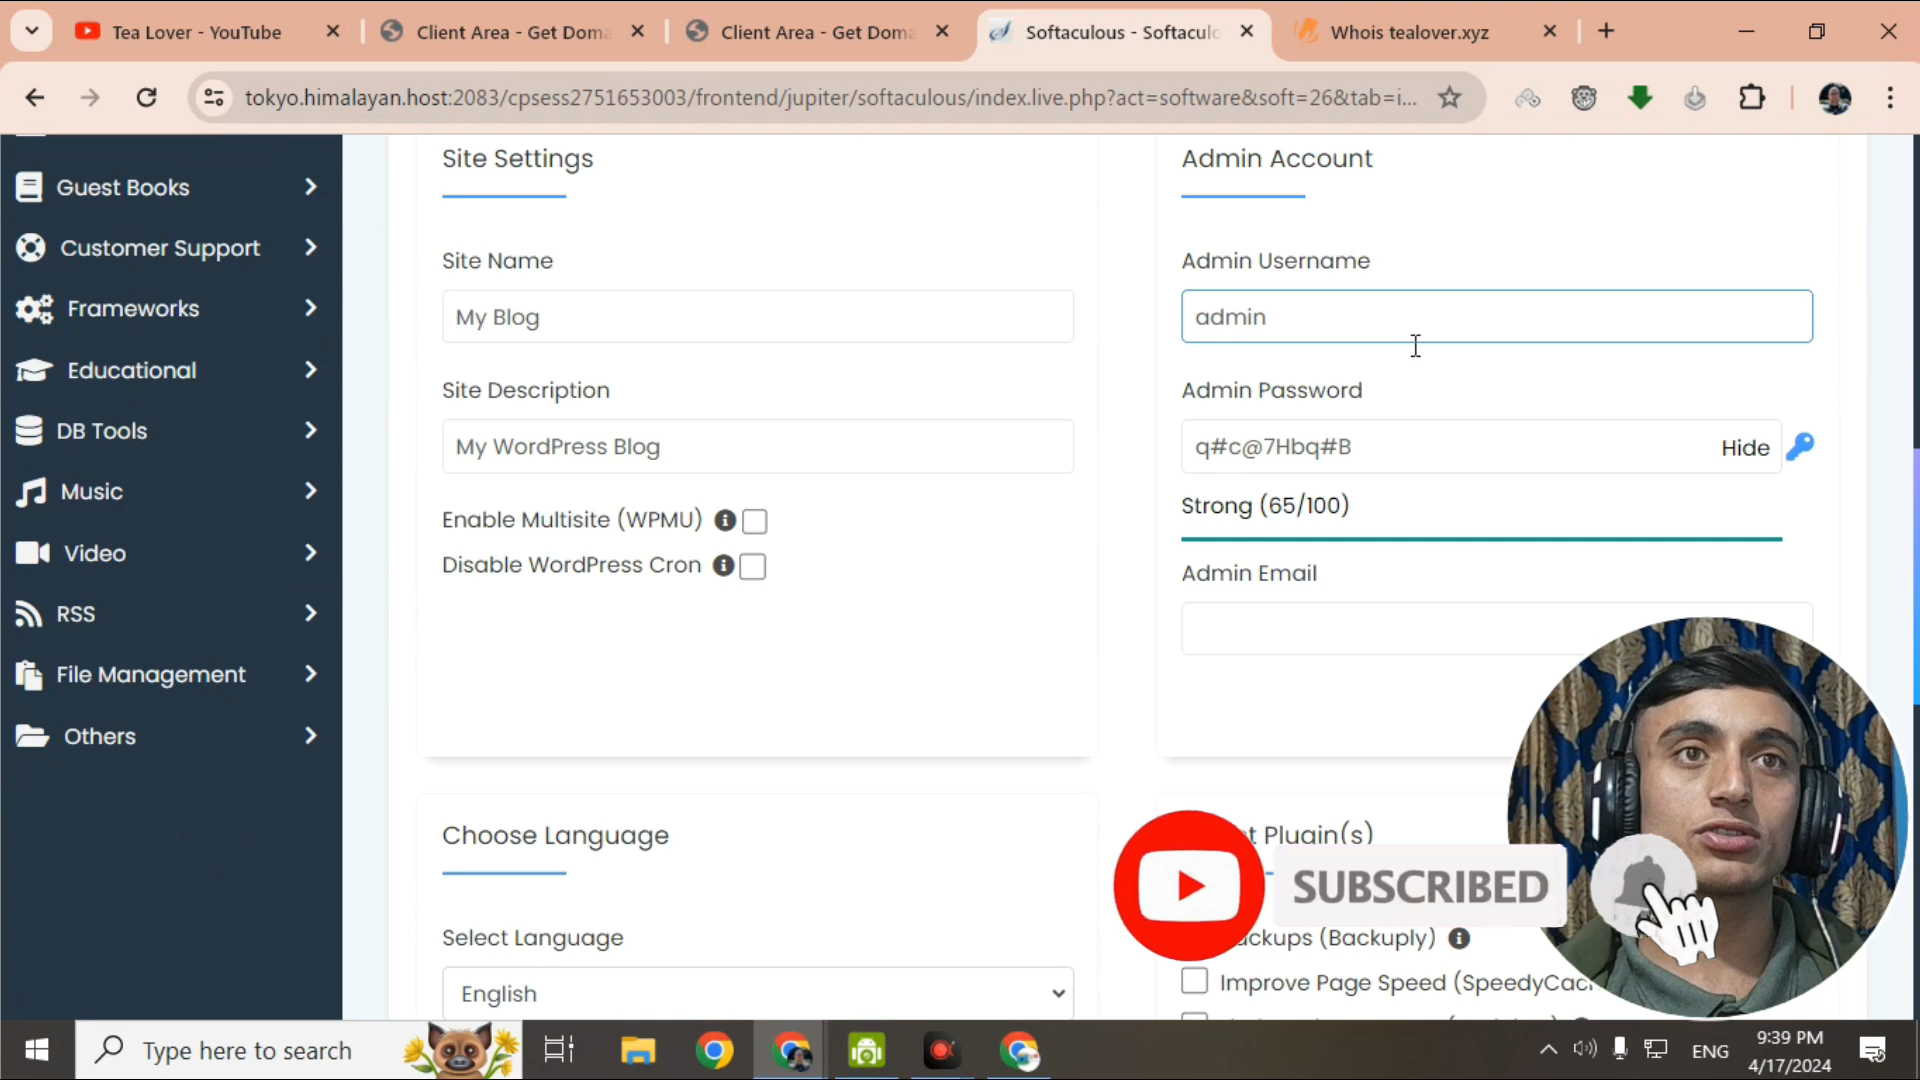 Tea Lover - YouTube
Client Area - Get Doma
Client Area - Get Doma
Softaculous - Softaculo
Whois tealover.xyz
tokyo.himalayan.host:2083/cpsess2751653003/frontend/jupiter/softaculous/index.live.php?act=software&soft=26&tab=i...
Guest Books
Customer Support
Frameworks
Educational
DB Tools
Music
Video
RSS
File Management
Others
Site Settings
Site Name
My Blog
Site Description
My WordPress Blog
Enable Multisite (WPMU)
Disable WordPress Cron
Admin Account
Admin Username
admin
Admin Password
q#c@7Hbq#B
Hide
Strong (65/100)
Admin Email
Choose Language
Select Language
English
Plugin(s)
SUBSCRIBED
(Backuply)
Improve Page Speed (SpeedyCac
Type here to search
ENG
9:39 PM
4/17/2024